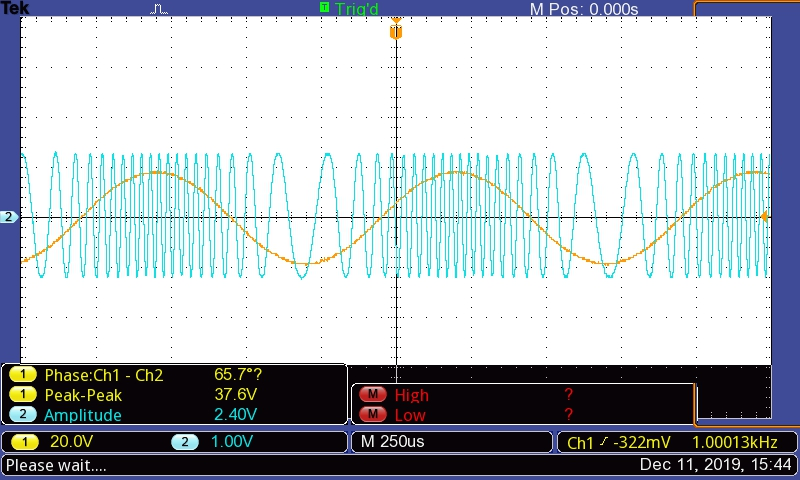 Tek Trig'd M Pos: 0.000s
T
2
1 Phase:Ch1 - Ch2 65.7°?
1 Peak-Peak 37.6V
2 Amplitude 2.40V
M High ?
M Low ?
1 20.0V 2 1.00V M 250us Ch1 -322mV 1.00013kHz
Please wait.... Dec 11, 2019, 15:44